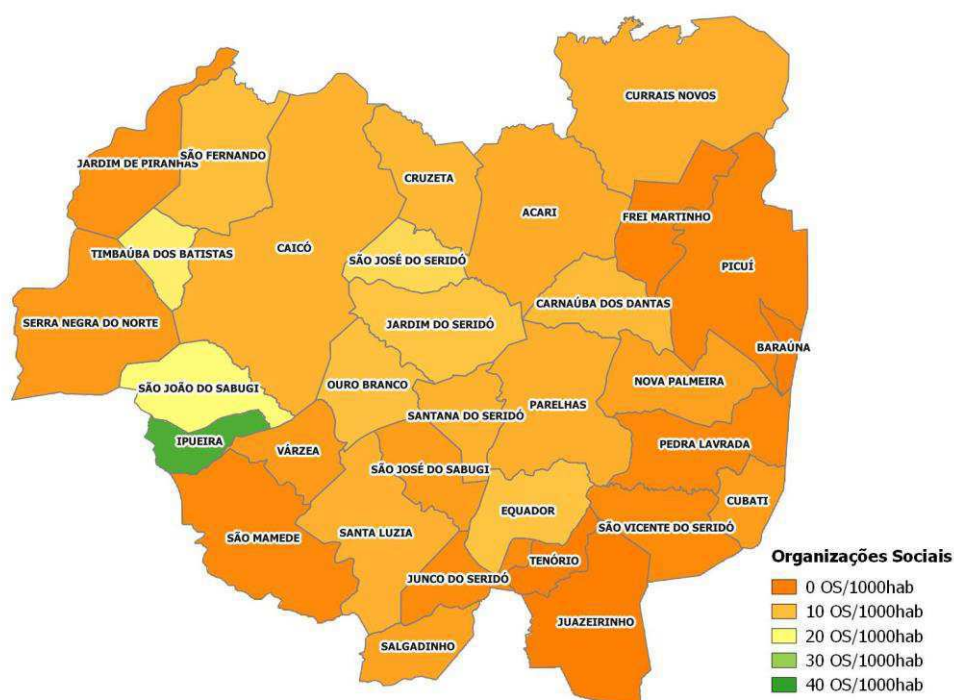 CURRAIS NOVOS
SÃO FERNANDO
JARDIM DE PIRANHAS
CRUZETA
ACARI
FREI MARTINHO
TIMBAÚBA DOS BATISTAS
CAICÓ
SÃO JOSÉ DO SERIDÓ
PICUÍ
CARNAÚBA DOS DANTAS
SERRA NEGRA DO NORTE
JARDIM DO SERIDÓ
BARAÚNA
SÃO JOÃO DO SABUGI
OURO BRANCO
NOVA PALMEIRA
SANTANA DO SERIDÓ
PARELHAS
IPUEIRA
VÁRZEA
PEDRA LAVRADA
SÃO JOSÉ DO SABUGI
CUBATI
EQUADOR
SÃO VICENTE DO SERIDÓ
SÃO MAMEDE
SANTA LUZIA
TENÓRIO
JUNCO DO SERIDÓ
JUAZEIRINHO
SALGADINHO
Organizações Sociais
0 OS/1000hab
10 OS/1000hab
20 OS/1000hab
30 OS/1000hab
40 OS/1000hab